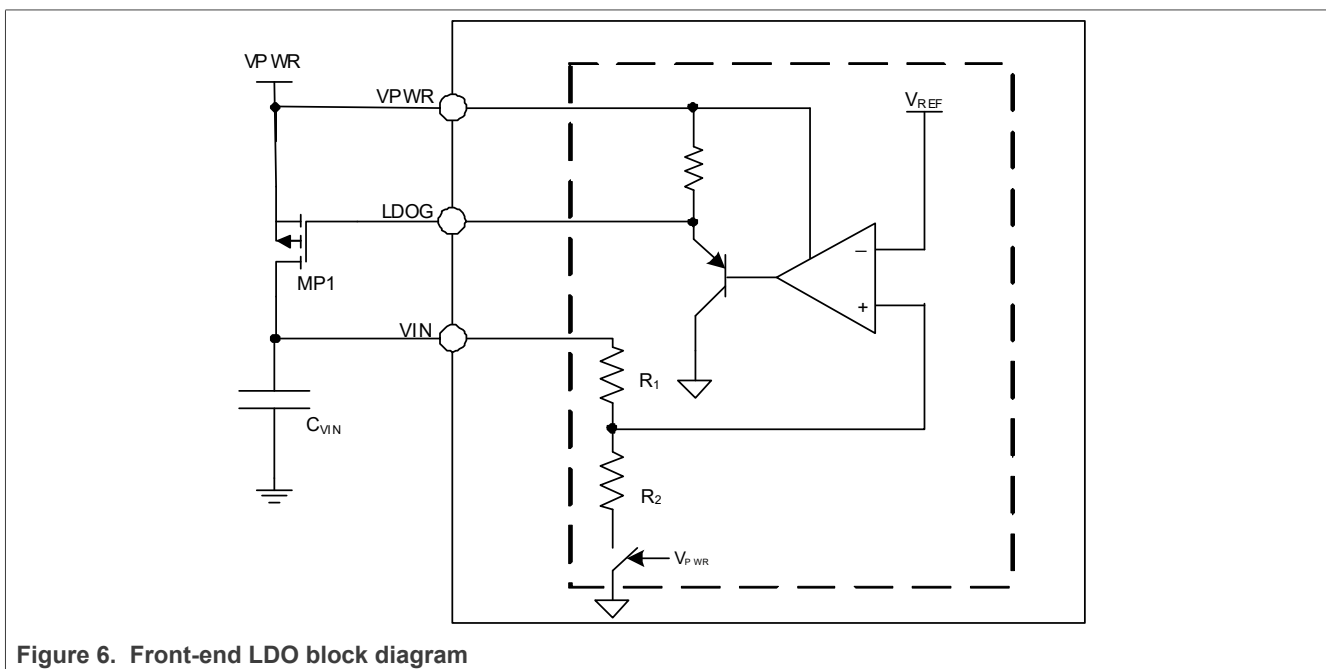 VPWR
VPWR
VREF
LDOG
–
+
MP1
VIN
R1
CVIN
R2
VPWR
Figure 6. Front-end LDO block diagram